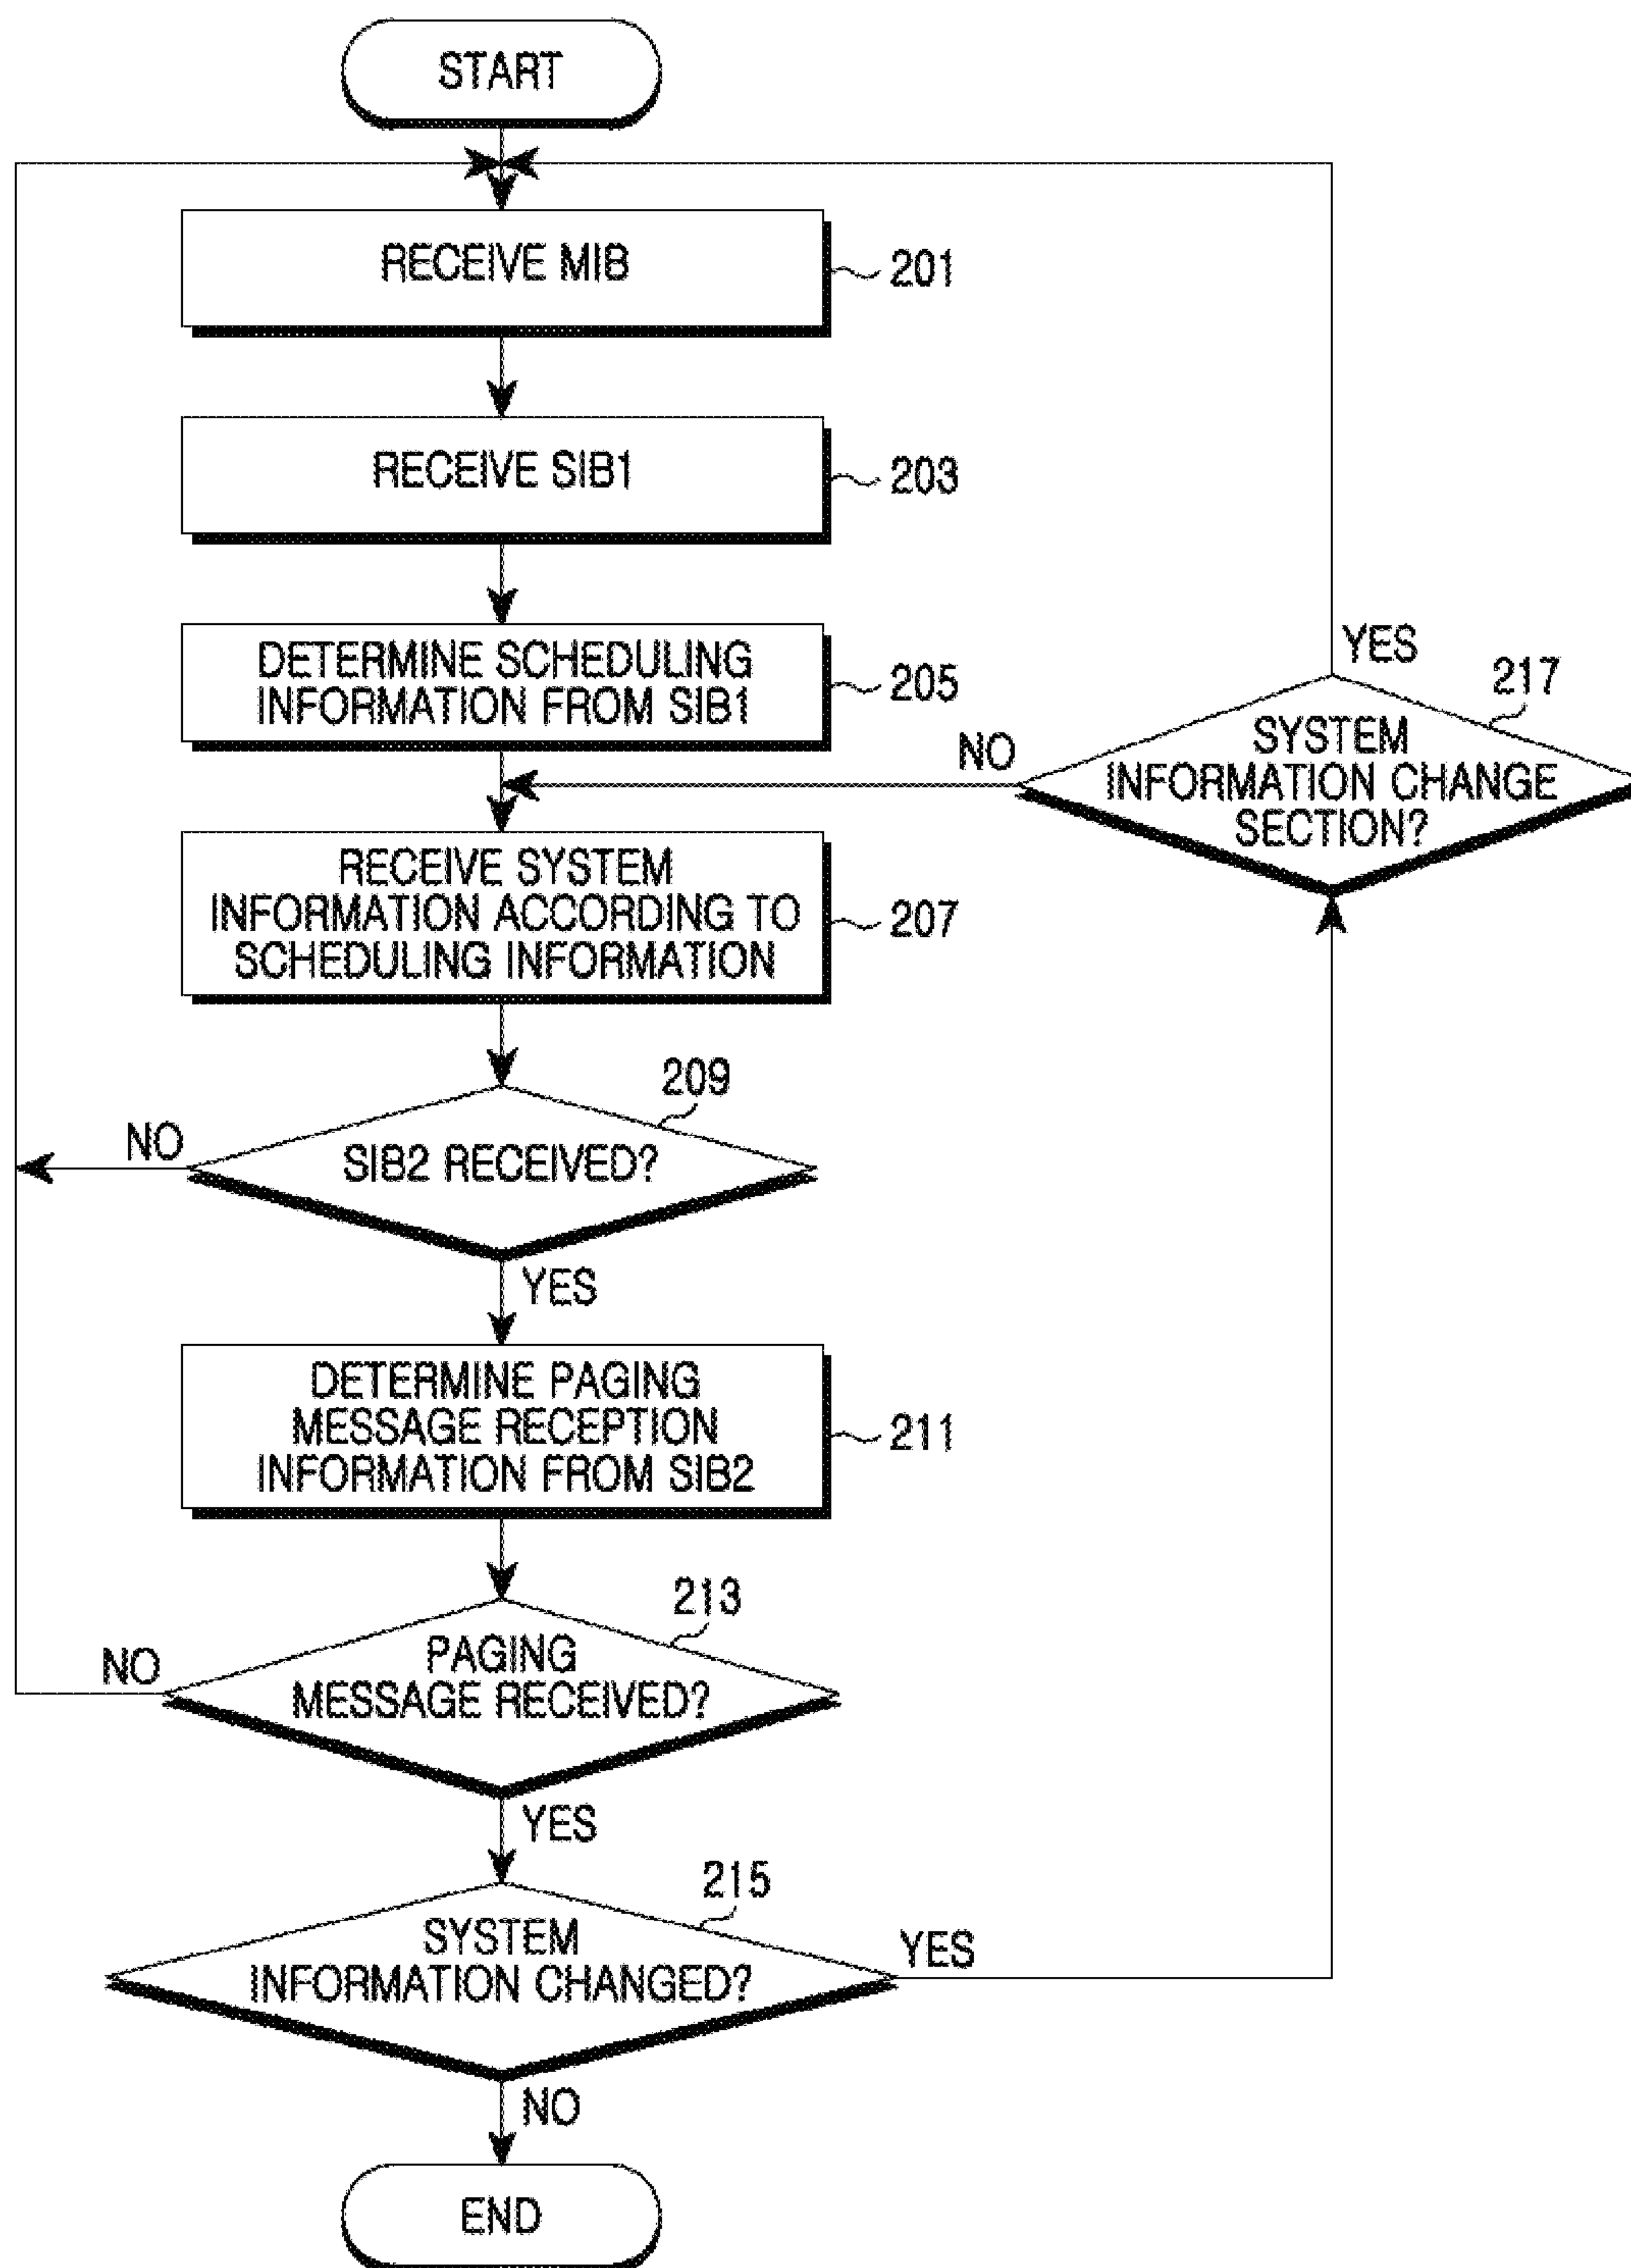 START
RECEIVE MIB
201
RECEIVE SIB1
203
DETERMINE SCHEDULING
INFORMATION FROM SIB1
205
YES
217
NO
SYSTEM
INFORMATION CHANGE
SECTION?
RECEIVE SYSTEM
INFORMATION ACCORDING TO
SCHEDULING INFORMATION
207
209
NO
SIB2 RECEIVED?
YES
DETERMINE PAGING
MESSAGE RECEPTION
INFORMATION FROM SIB2
211
213
NO
PAGING
MESSAGE RECEIVED?
YES
215
SYSTEM
INFORMATION CHANGED?
YES
NO
END